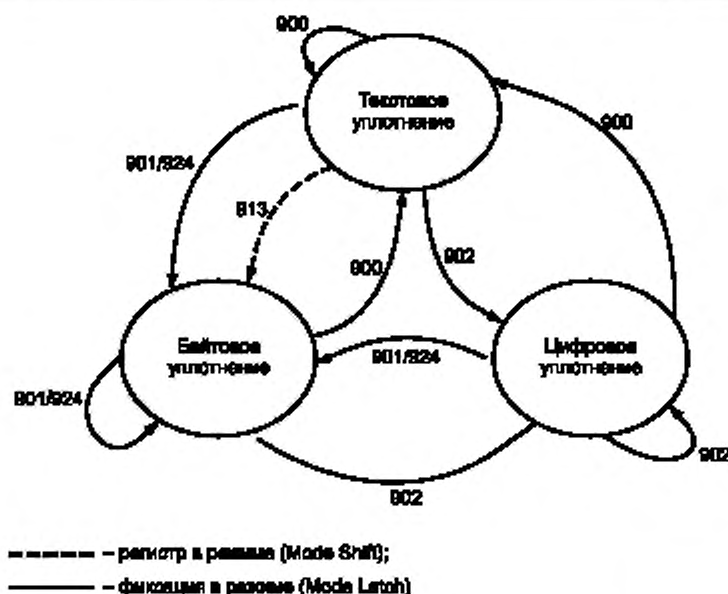 900
Текстовое
уплотнение
900
901/924
913
900
902
Байтовое
уплотнение
901/924
Цифровое
уплотнение
901/924
902
902
– регистр в режиме (Mode Shift);
– фиксация в режиме (Mode Latch)